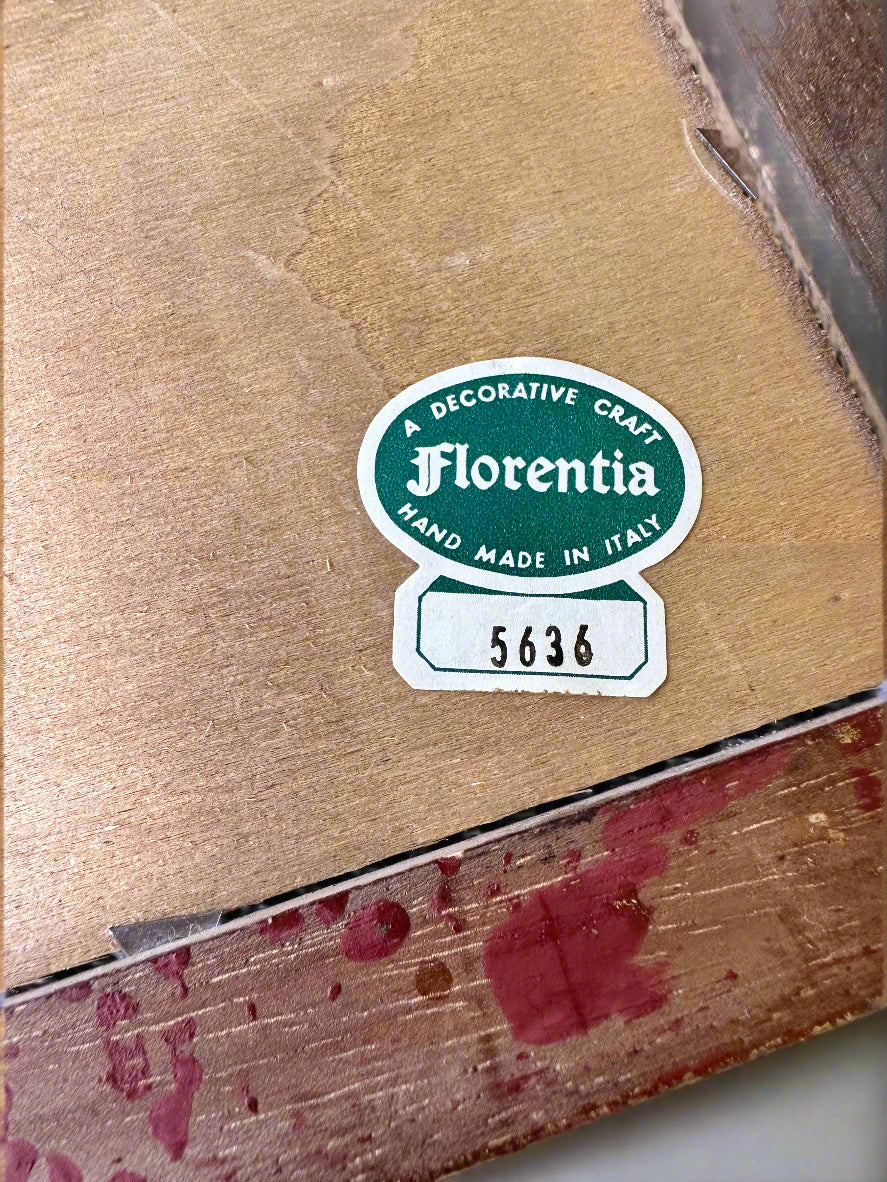 A DECORATIVE CRAFT
Florentia
HAND MADE IN ITALY
5636